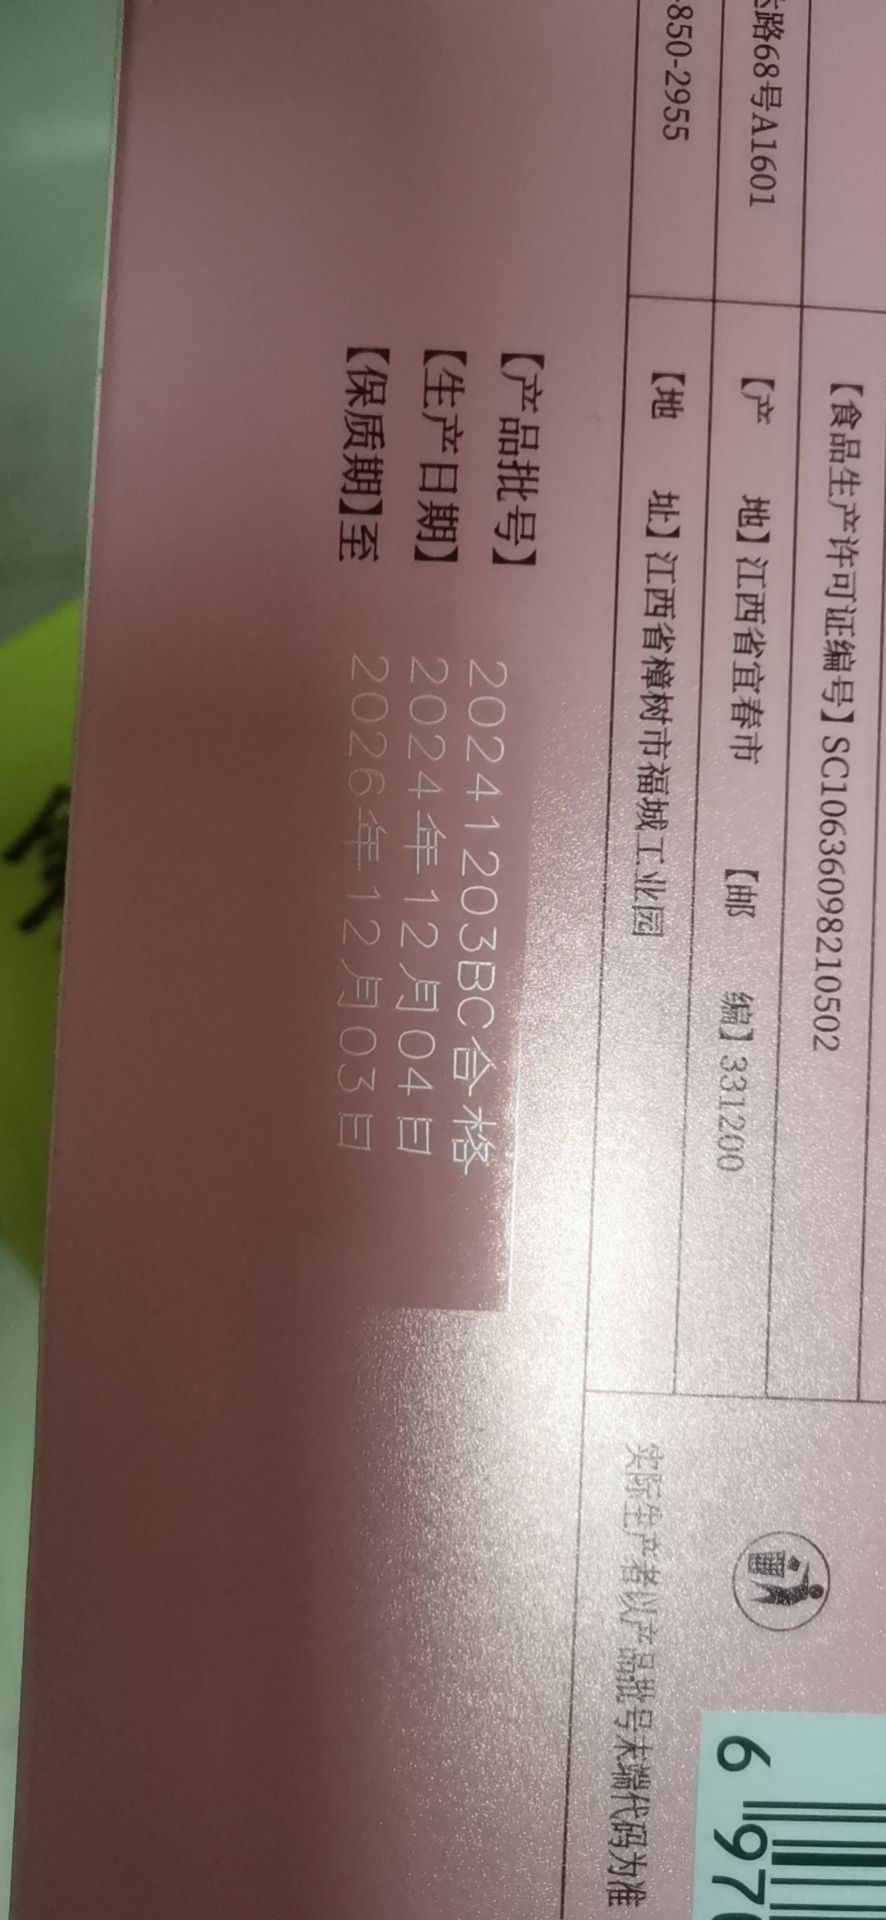 【食品生产许可证编号】SC10636098210502
路68号A1601
【产 地】江西省宜春市 【邮 编】331200
850-2955
【地 址】江西省樟树市福城工业园
实际生产者以产品批号末端代码为准
【产品批号】 20241203BC合格
【生产日期】 2024年12月04日
【保质期】至 2026年12月03日
6 970